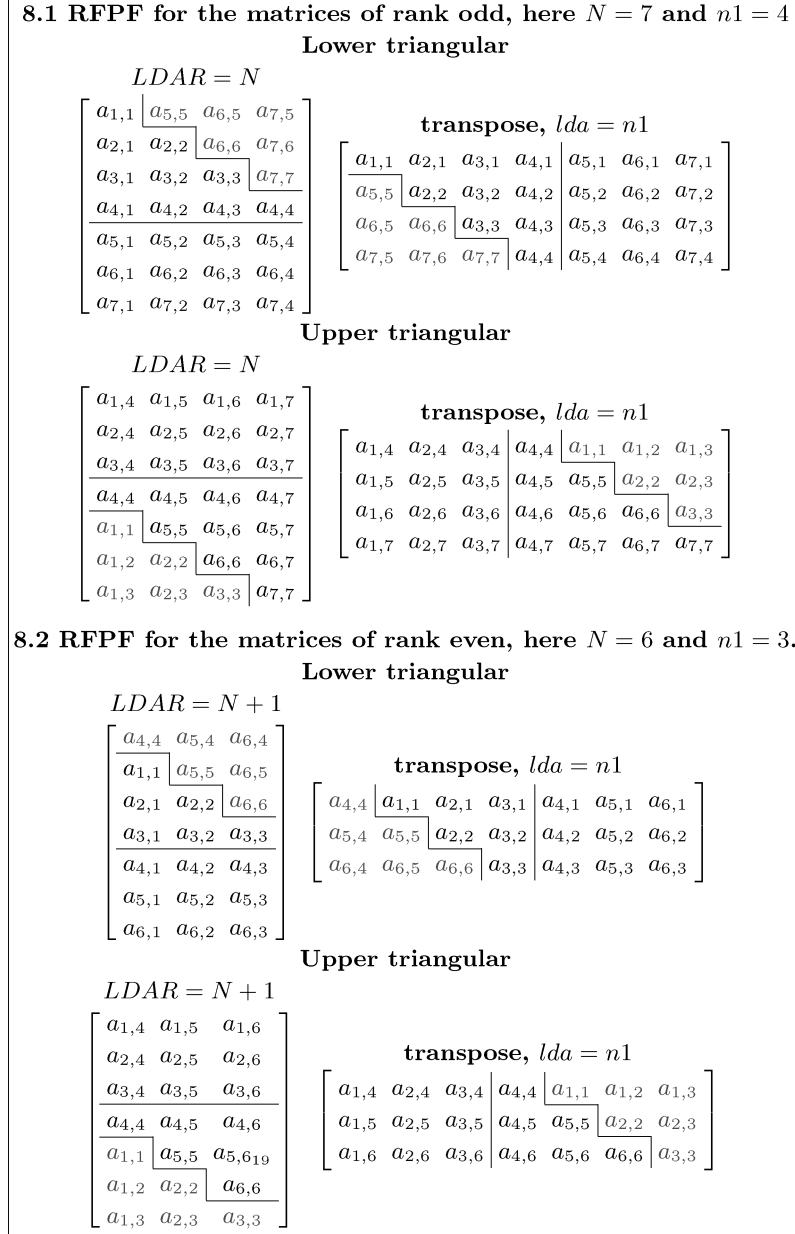 8.1 RFPF for the matrices of rank odd, here N = 7 and n1 = 4
Lower triangular
LDAR = N
a1,1 a5,5 a6,5 a7,5
a2,1 a2,2 a6,6 a7,6
a3,1 a3,2 a3,3 a7,7
a4,1 a4,2 a4,3 a4,4
a5,1 a5,2 a5,3 a5,4
a6,1 a6,2 a6,3 a6,4
a7,1 a7,2 a7,3 a7,4
transpose, lda = n1
a1,1 a2,1 a3,1 a4,1 a5,1 a6,1 a7,1
a5,5 a2,2 a3,2 a4,2 a5,2 a6,2 a7,2
a6,5 a6,6 a3,3 a4,3 a5,3 a6,3 a7,3
a7,5 a7,6 a7,7 a4,4 a5,4 a6,4 a7,4
Upper triangular
LDAR = N
a1,4 a1,5 a1,6 a1,7
a2,4 a2,5 a2,6 a2,7
a3,4 a3,5 a3,6 a3,7
a4,4 a4,5 a4,6 a4,7
a1,1 a5,5 a5,6 a5,7
a1,2 a2,2 a6,6 a6,7
a1,3 a2,3 a3,3 a7,7
transpose, lda = n1
a1,4 a2,4 a3,4 a4,4 a1,1 a1,2 a1,3
a1,5 a2,5 a3,5 a4,5 a5,5 a2,2 a2,3
a1,6 a2,6 a3,6 a4,6 a5,6 a6,6 a3,3
a1,7 a2,7 a3,7 a4,7 a5,7 a6,7 a7,7
8.2 RFPF for the matrices of rank even, here N = 6 and n1 = 3.
Lower triangular
LDAR = N + 1
a4,4 a5,4 a6,4
a1,1 a5,5 a6,5
a2,1 a2,2 a6,6
a3,1 a3,2 a3,3
a4,1 a4,2 a4,3
a5,1 a5,2 a5,3
a6,1 a6,2 a6,3
transpose, lda = n1
a4,4 a1,1 a2,1 a3,1 a4,1 a5,1 a6,1
a5,4 a5,5 a2,2 a3,2 a4,2 a5,2 a6,2
a6,4 a6,5 a6,6 a3,3 a4,3 a5,3 a6,3
Upper triangular
LDAR = N + 1
a1,4 a1,5 a1,6
a2,4 a2,5 a2,6
a3,4 a3,5 a3,6
a4,4 a4,5 a4,6
a1,1 a5,5 a5,619
a1,2 a2,2 a6,6
a1,3 a2,3 a3,3
transpose, lda = n1
a1,4 a2,4 a3,4 a4,4 a1,1 a1,2 a1,3
a1,5 a2,5 a3,5 a4,5 a5,5 a2,2 a2,3
a1,6 a2,6 a3,6 a4,6 a5,6 a6,6 a3,3